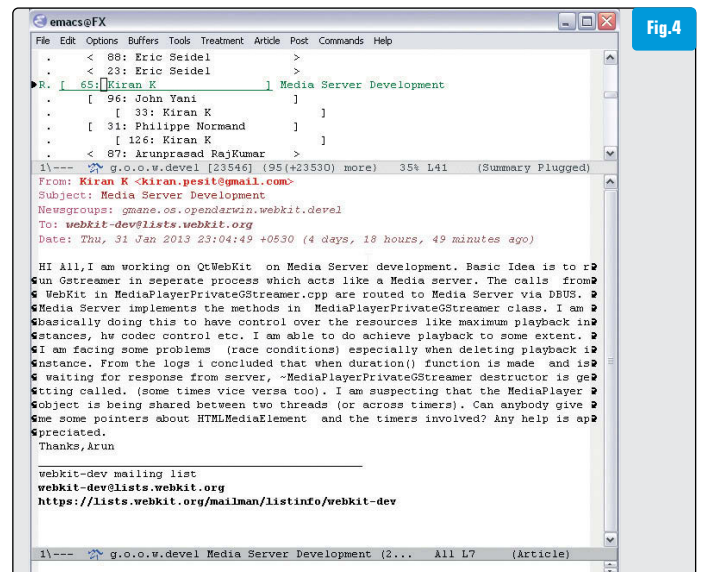 Fig.4
emacs@FX
File Edit Options Buffers Tools Treatment Article Post Commands Help
. < 88: Eric Seidel >
. < 23: Eric Seidel >
R. [ 65: Kiran K ] Media Server Development
. [ 96: John Yani ]
. [ 33: Kiran K ]
. [ 31: Philippe Normand ]
. [ 126: Kiran K ]
. < 87: Arunprasad RajKumar >
1\--- g.o.o.w.devel [23546] (95(+23530) more) 35% L41 (Summary Plugged)
From: Kiran K <kiran.pesit@gmail.com>
Subject: Media Server Development
Newsgroups: gmane.os.opendarwin.webkit.devel
To: webkit-dev@lists.webkit.org
Date: Thu, 31 Jan 2013 23:04:49 +0530 (4 days, 18 hours, 49 minutes ago)
HI All,I am working on QtWebKit on Media Server development. Basic Idea is to r
un Gstreamer in seperate process which acts like a Media server. The calls from
WebKit in MediaPlayerPrivateGStreamer.cpp are routed to Media Server via DBUS.
Media Server implements the methods in MediaPlayerPrivateGStreamer class. I am
basically doing this to have control over the resources like maximum playback in
stances, hw codec control etc. I am able to do achieve playback to some extent.
I am facing some problems (race conditions) especially when deleting playback i
nstance. From the logs i concluded that when duration() function is made and is
waiting for response from server, ~MediaPlayerPrivateGStreamer destructor is ge
tting called. (some times vice versa too). I am suspecting that the MediaPlayer
object is being shared between two threads (or across timers). Can anybody give
me some pointers about HTMLMediaElement and the timers involved? Any help is ap
preciated.
Thanks,Arun
webkit-dev mailing list
webkit-dev@lists.webkit.org
https://lists.webkit.org/mailman/listinfo/webkit-dev
1\--- g.o.o.w.devel Media Server Development (2... All L7 (Article)